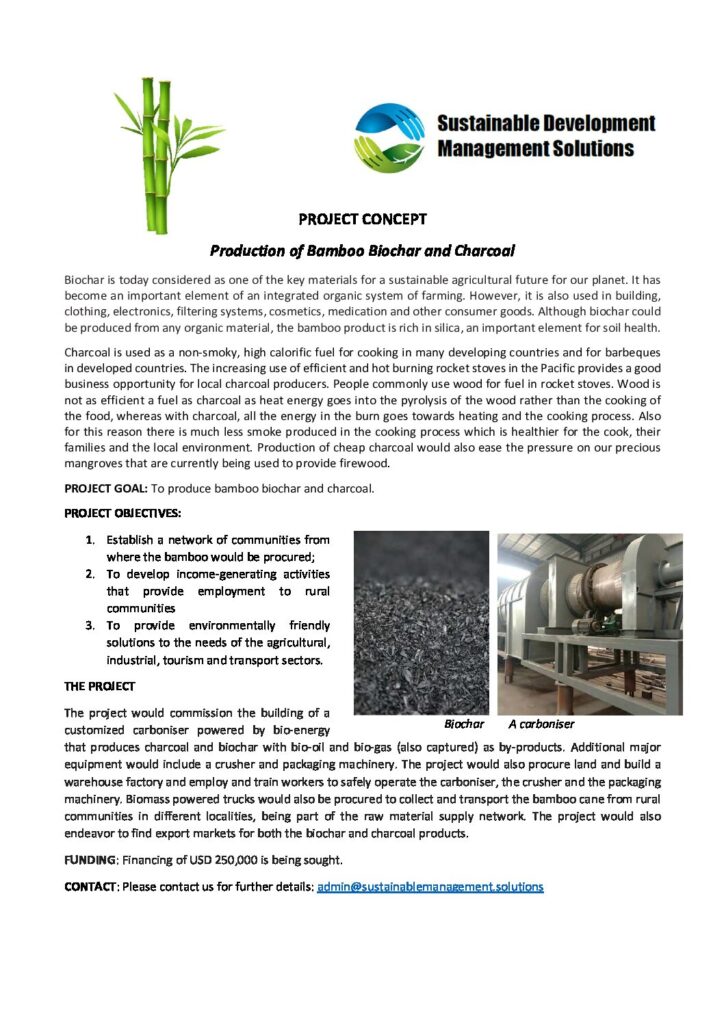 Sustainable Development
Management Solutions
PROJECT CONCEPT
Production of Bamboo Biochar and Charcoal
Biochar is today considered as one of the key materials for a sustainable agricultural future for our planet. It has
become an important element of an integrated organic system of farming. However, it is also used in building,
clothing, electronics, filtering systems, cosmetics, medication and other consumer goods. Although biochar could
be produced from any organic material, the bamboo product is rich in silica, an important element for soil health.
Charcoal is used as a non-smoky, high calorific fuel for cooking in many developing countries and for barbeques
in developed countries. The increasing use of efficient and hot burning rocket stoves in the Pacific provides a good
business opportunity for local charcoal producers. People commonly use wood for fuel in rocket stoves. Wood is
not as efficient a fuel as charcoal as heat energy goes into the pyrolysis of the wood rather than the cooking of
the food, whereas with charcoal, all the energy in the burn goes towards heating and the cooking process. Also
for this reason there is much less smoke produced in the cooking process which is healthier for the cook, their
families and the local environment. Production of cheap charcoal would also ease the pressure on our precious
mangroves that are currently being used to provide firewood.
PROJECT GOAL: To produce bamboo biochar and charcoal.
PROJECT OBJECTIVES:
1. Establish a network of communities from
where the bamboo would be procured;
2. To develop income-generating activities
that provide employment to rural
communities
3. To provide environmentally friendly
solutions to the needs of the agricultural,
industrial, tourism and transport sectors.
THE PROJECT
Biochar A carboniser
The project would commission the building of a
customized carboniser powered by bio-energy
that produces charcoal and biochar with bio-oil and bio-gas (also captured) as by-products. Additional major
equipment would include a crusher and packaging machinery. The project would also procure land and build a
warehouse factory and employ and train workers to safely operate the carboniser, the crusher and the packaging
machinery. Biomass powered trucks would also be procured to collect and transport the bamboo cane from rural
communities in different localities, being part of the raw material supply network. The project would also
endeavor to find export markets for both the biochar and charcoal products.
FUNDING: Financing of USD 250,000 is being sought.
CONTACT: Please contact us for further details: admin@sustainablemanagement.solutions